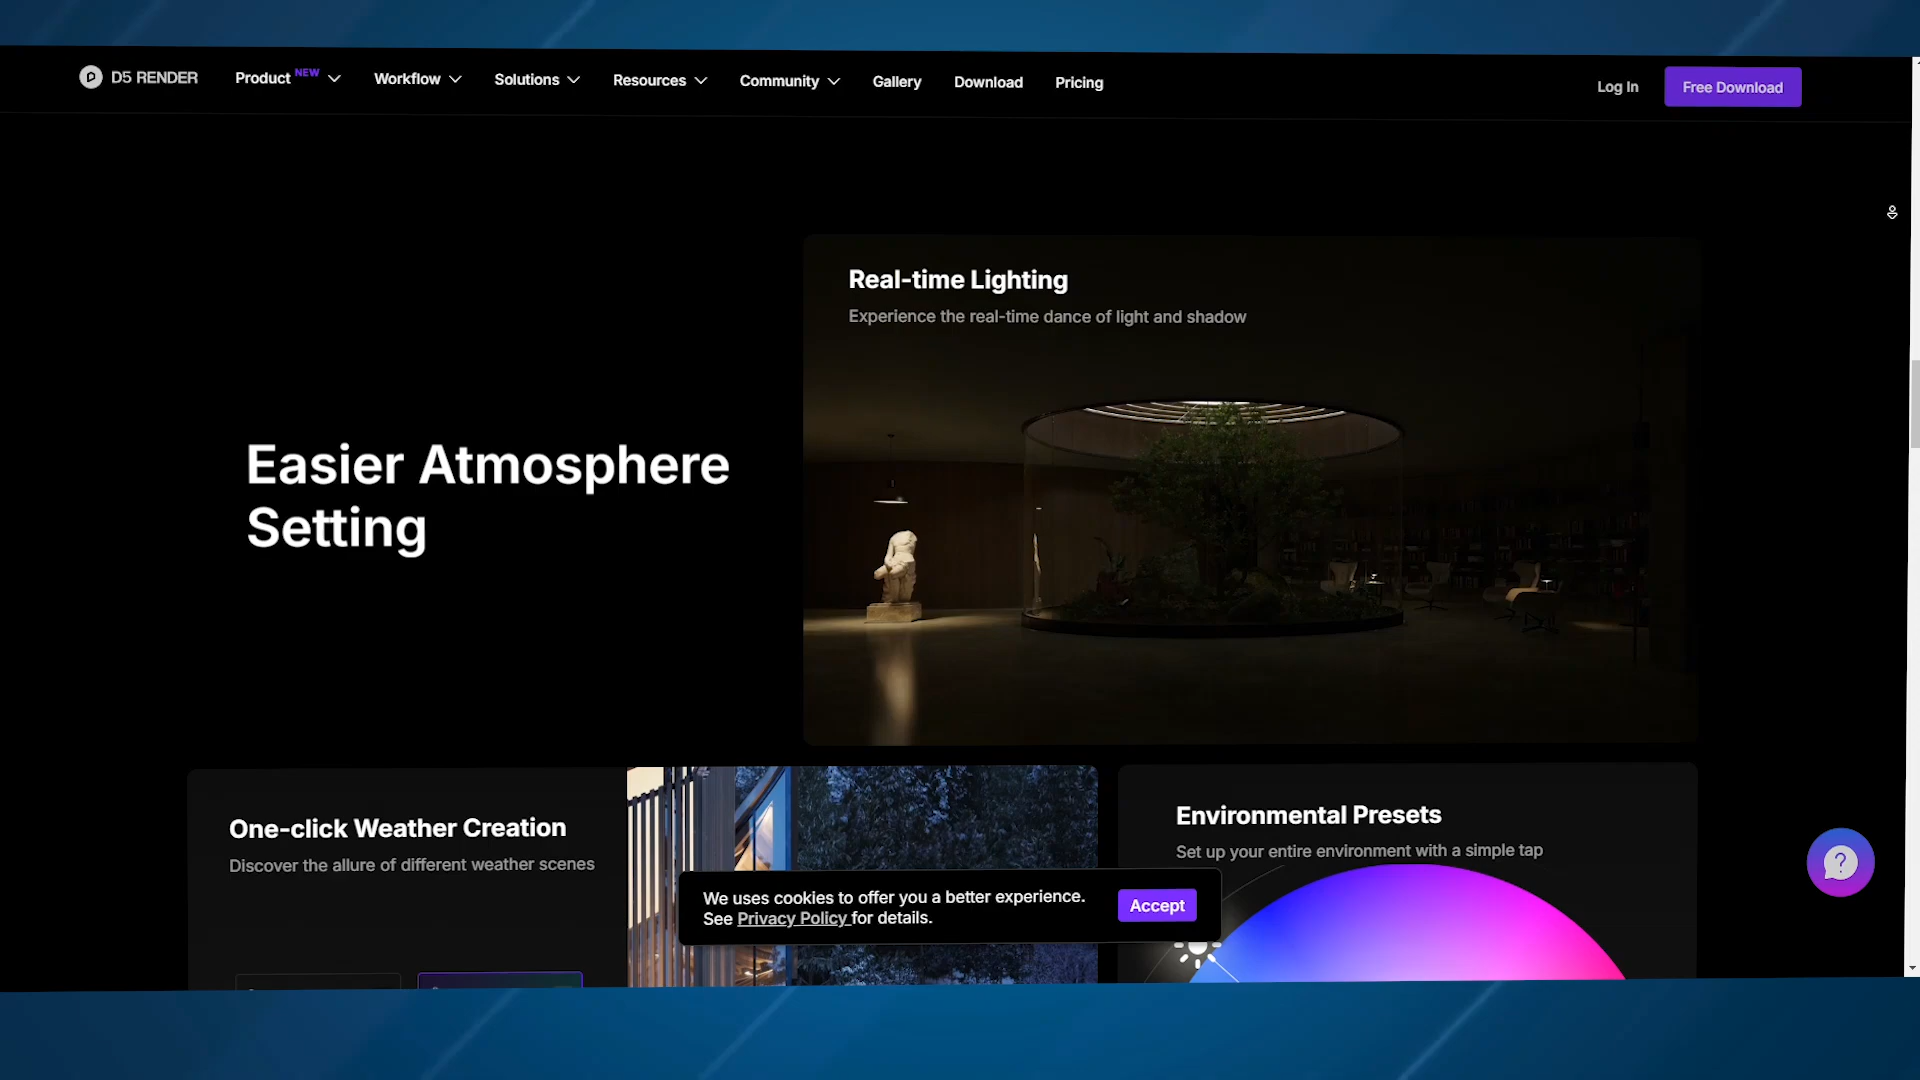 D5 RENDER
Product NEW
Workflow
Solutions
Resources
Community
Gallery
Download
Pricing
Log In
Free Download
Real-time Lighting
Experience the real-time dance of light and shadow
Easier Atmosphere
Setting
One-click Weather Creation
Discover the allure of different weather scenes
Environmental Presets
Set up your entire environment with a simple tap
We uses cookies to offer you a better experience.
See Privacy Policy for details.
Accept